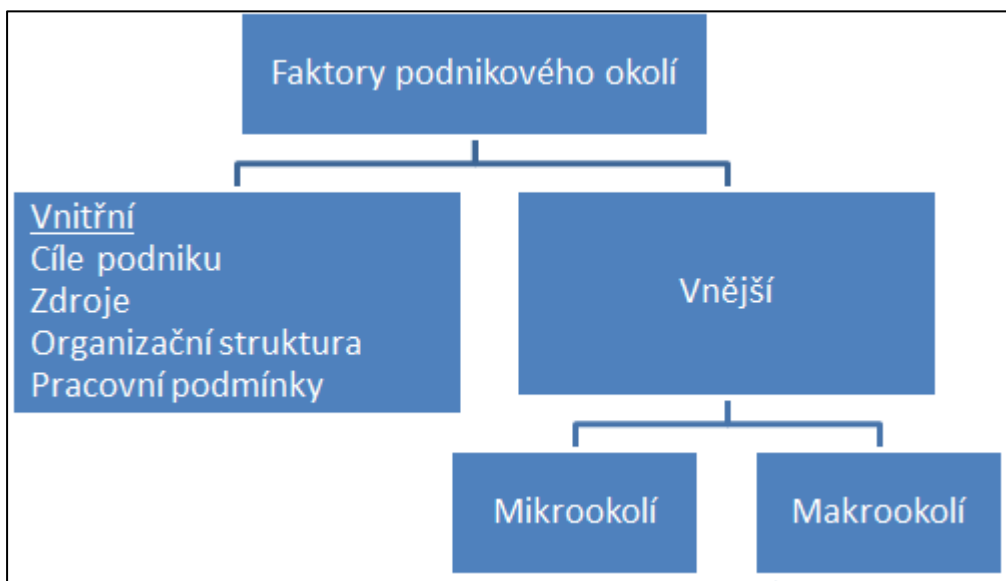 Faktory podnikového okolí
Vnitřní
Cíle podniku
Zdroje
Organizační struktura
Pracovní podmínky
Vnější
Mikrookolí
Makrookolí